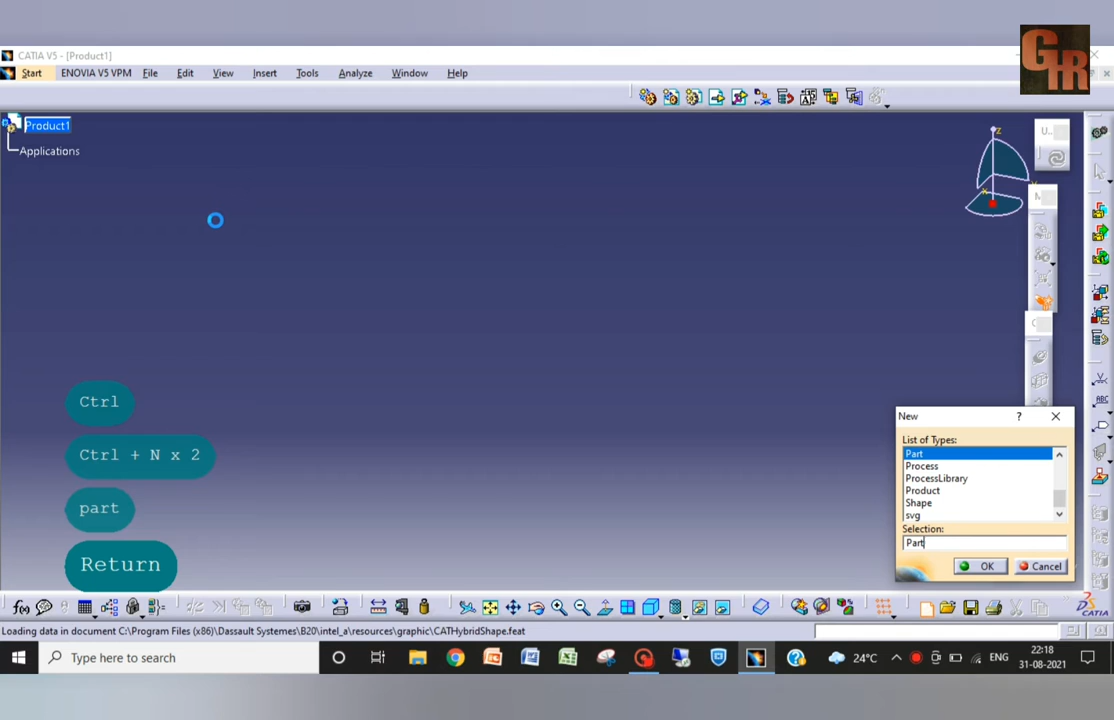 GR
CATIA V5 - [Product1]
Start ENOVIA V5 VPM File Edit View Insert Tools Analyze Window Help
Product1
Applications
z
U...
M
C
Ctrl
Ctrl + N x 2
part
Return
New ?
List of Types:
Part
Process
ProcessLibrary
Product
Shape
svg
Selection:
Part
OK Cancel
f(x)
CATIA
Loading data in document C:\Program Files (x86)\Dassault Systemes\B20\intel_a\resources\graphic\CATHybridShape.feat
Type here to search
24°C ENG 22:18
31-08-2021